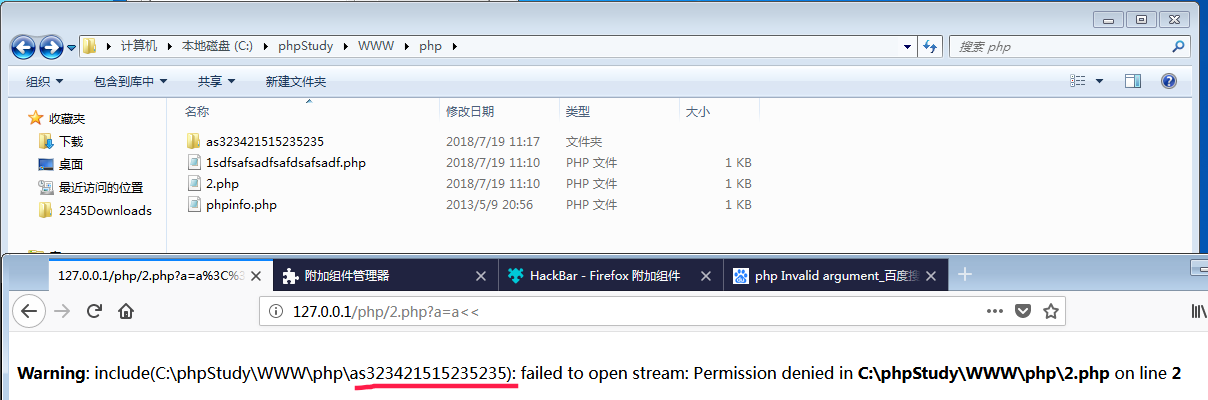 计算机 本地磁盘 (C:) phpStudy WWW php
搜索 php
组织 包含到库中 共享 新建文件夹
收藏夹
下载
桌面
最近访问的位置
2345Downloads
名称 修改日期 类型 大小
as323421515235235 2018/7/19 11:17 文件夹
1sdfsafsadfsafdsafsadf.php 2018/7/19 11:10 PHP 文件 1 KB
2.php 2018/7/19 11:10 PHP 文件 1 KB
phpinfo.php 2013/5/9 20:56 PHP 文件 1 KB
127.0.0.1/php/2.php?a=a%3C%3 附加组件管理器 HackBar - Firefox 附加组件 php Invalid argument_百度搜
127.0.0.1/php/2.php?a=a<<
Warning: include(C:\phpStudy\WWW\php\as323421515235235): failed to open stream: Permission denied in C:\phpStudy\WWW\php\2.php on line 2